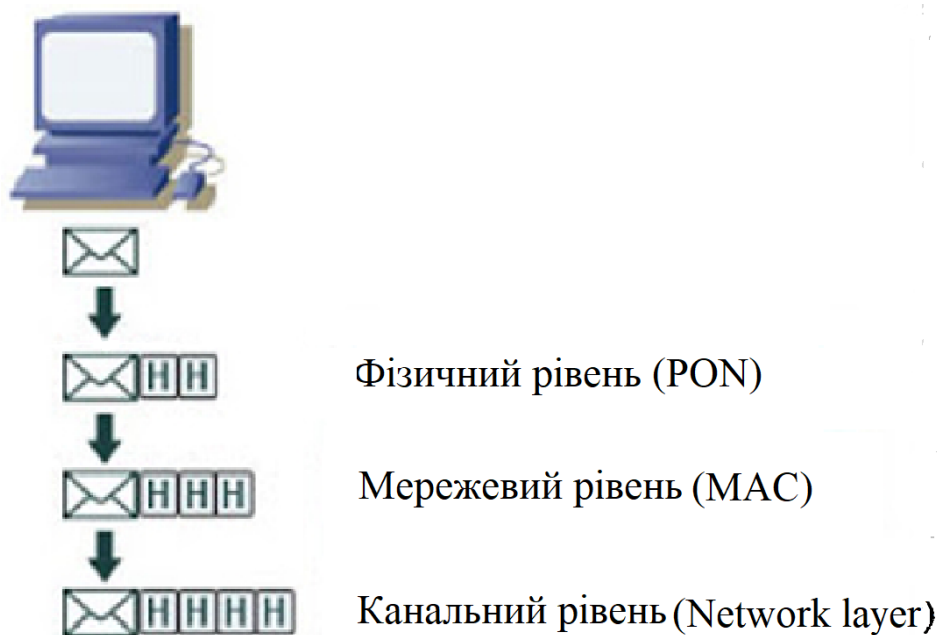 H H Фізичний рівень (PON)
H H H Мережевий рівень (MAC)
H H H H Канальний рівень (Network layer)